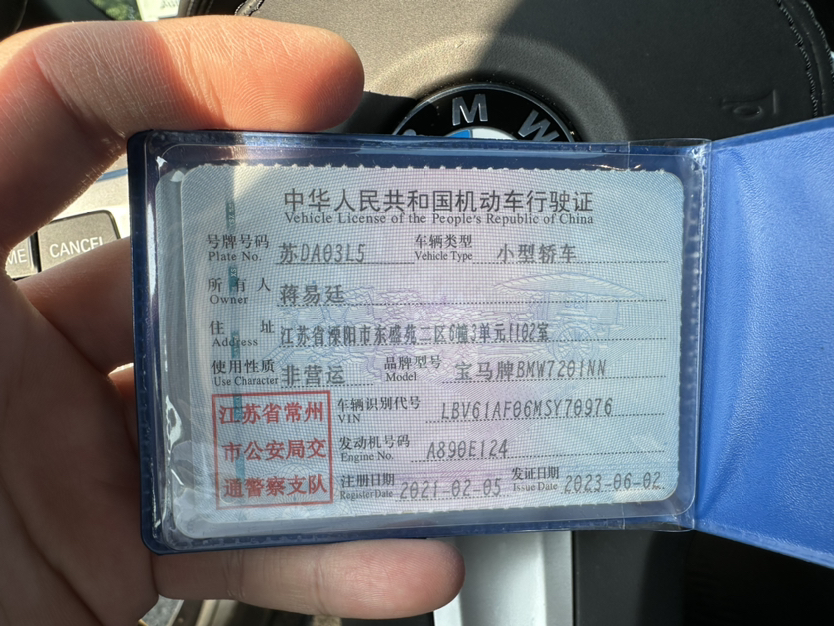 M W
ME
CANCEL
中华人民共和国机动车行驶证
Vehicle License of the People's Republic of China
号牌号码 Plate No. 苏DA03L5 车辆类型 Vehicle Type 小型轿车
所有人 Owner 蒋易廷
住址 Address 江苏省溧阳市东盛苑二区6幢3单元1102室
使用性质 Use Character 非营运 品牌型号 Model 宝马牌BMW7201NN
江苏省常州
市公安局交
通警察支队
车辆识别代号 VIN LBV61AF06MSY70976
发动机号码 Engine No. A890E124
注册日期 Register Date 2021-02-05 发证日期 Issue Date 2023-06-02